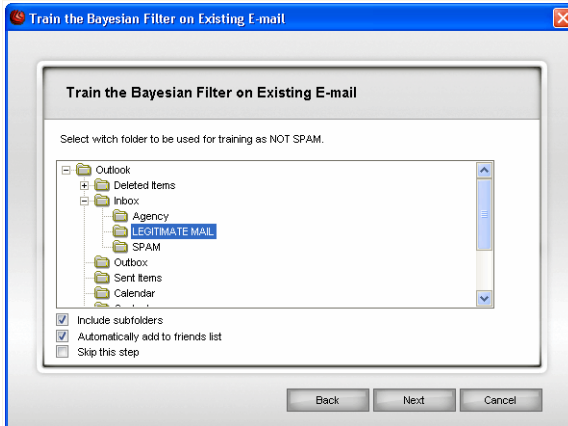 Train the Bayesian Filter on Existing E-mail
Train the Bayesian Filter on Existing E-mail
Select witch folder to be used for training as NOT SPAM.
Outlook
Deleted Items
Inbox
Agency
LEGITIMATE MAIL
SPAM
Outbox
Sent Items
Calendar
Include subfolders
Automatically add to friends list
Skip this step
Back Next Cancel